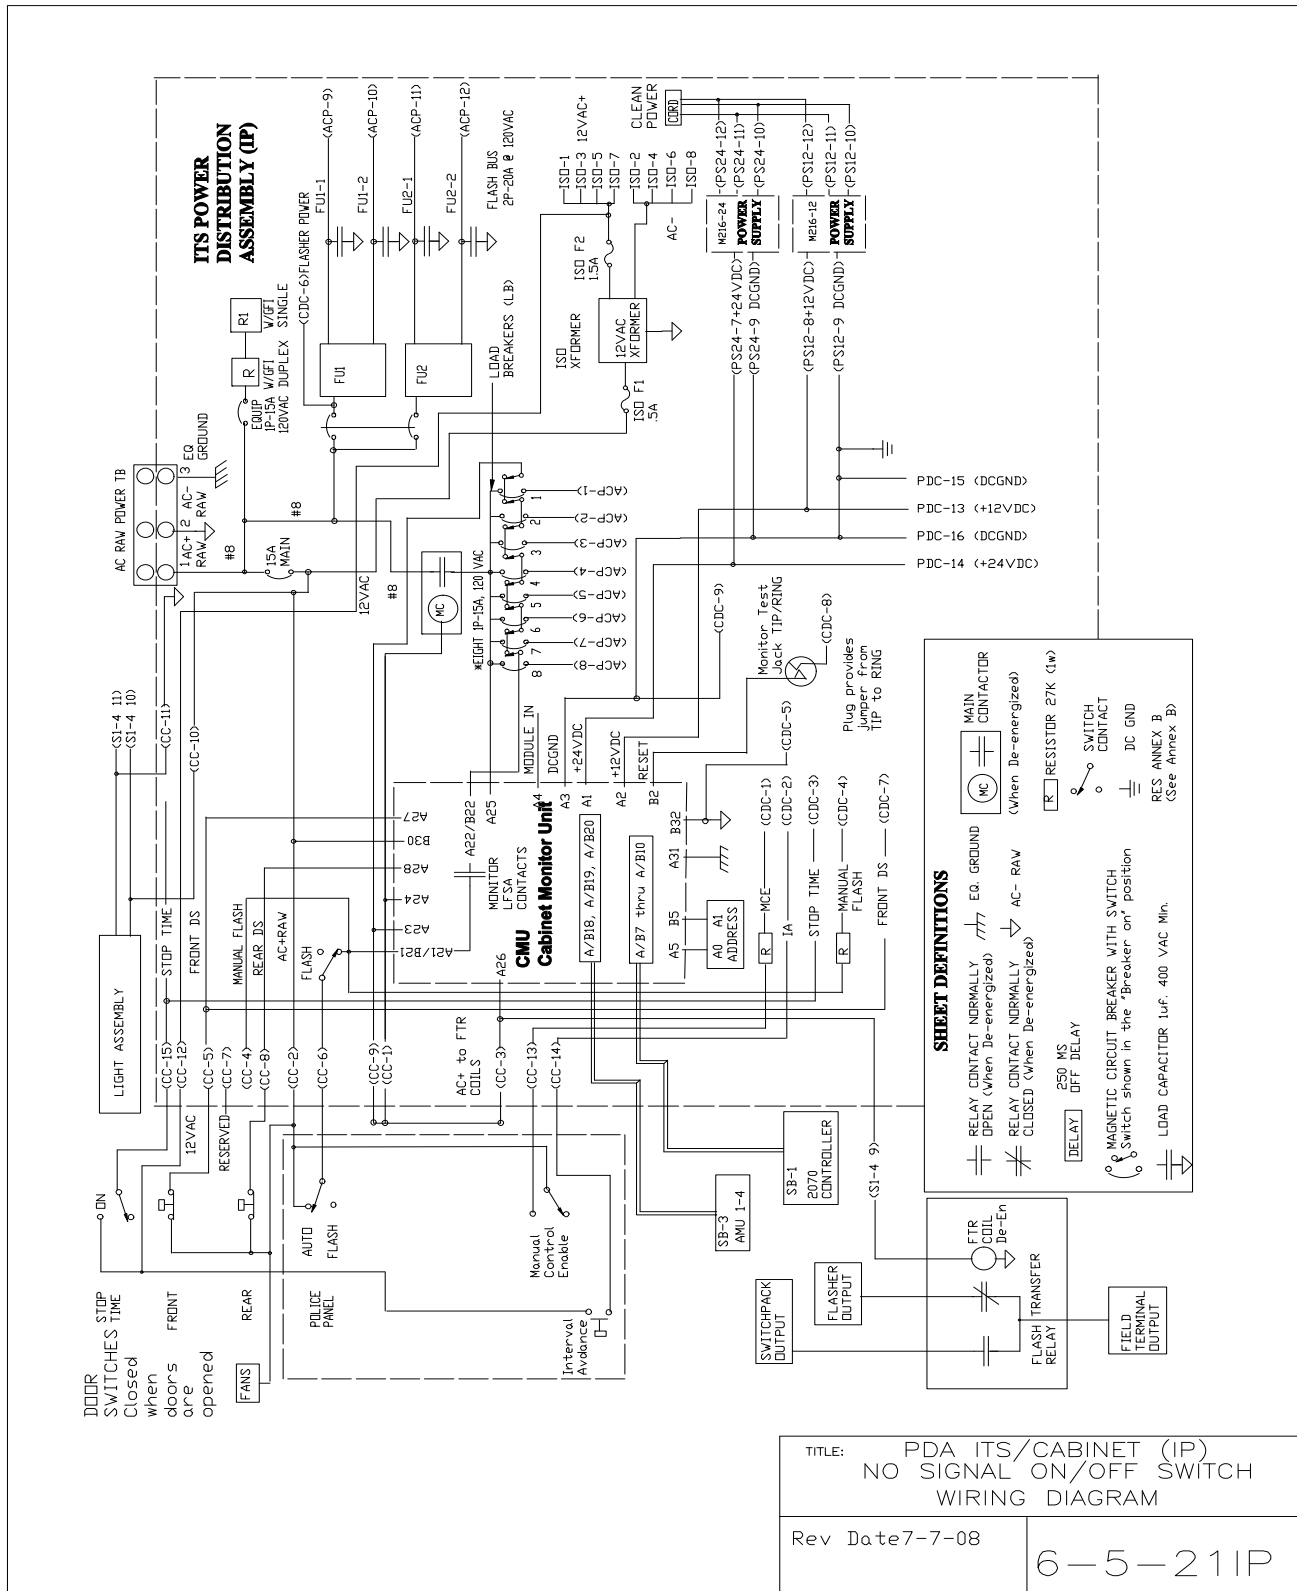 ITS POWER
DISTRIBUTION
ASSEMBLY (IP)
AC RAW POWER TB
1AC+
RAW
2 AC-
RAW
3 EQ
GROUND
#8
15A
MAIN
#8
#8
12VAC
EQUIP
1P-15A W/GFI
120VAC DUPLEX
R
R1
W/GFI
SINGLE
(CDC-6)FLASHER POWER
FU1
FU2
FU1-1
FU1-2
FU2-1
FU2-2
(ACP-9)
(ACP-10)
(ACP-11)
(ACP-12)
FLASH BUS
2P-20A @ 120VAC
LOAD
BREAKERS (LB)
ISO
XFORMER
12VAC
XFORMER
ISO F1
.5A
ISO F2
1.5A
ISO-1
ISO-3
ISO-5
ISO-7
12VAC+
ISO-2
ISO-4
ISO-6
ISO-8
AC-
CLEAN
POWER
CORD
(PS24-12)
(PS24-11)
(PS24-10)
M216-24
POWER
SUPPLY
(PS24-7+24VDC)
(PS24-9 DCGND)
(PS12-12)
(PS12-11)
(PS12-10)
M216-12
POWER
SUPPLY
(PS12-8+12VDC)
(PS12-9 DCGND)
PDC-15 (DCGND)
PDC-13 (+12VDC)
PDC-16 (DCGND)
PDC-14 (+24VDC)
MC
*EIGHT 1P-15A, 120 VAC
1
2
3
4
5
6
7
8
(ACP-1)
(ACP-2)
(ACP-3)
(ACP-4)
(ACP-5)
(ACP-6)
(ACP-7)
(ACP-8)
(CDC-9)
Monitor Test
Jack TIP/RING
(CDC-8)
Plug provides
jumper from
TIP to RING
MODULE IN
DCGND
+24VDC
+12VDC
RESET
(CDC-5)
A27
B30
A28
A24
A23
A21/B21
A22/B22
A25
A4
A3
A1
A2
B2
B32
A31
B5
A5
A26
MONITOR
LFSA
CONTACTS
CMU
Cabinet Monitor Unit
A/B18, A/B19, A/B20
A/B7 thru A/B10
A0 A1
ADDRESS
R
MCE
(CDC-1)
IA
(CDC-2)
STOP TIME
(CDC-3)
R
MANUAL
FLASH
(CDC-4)
FRONT DS
(CDC-7)
(S1-4 11)
(S1-4 10)
(CC-11)
(CC-10)
LIGHT ASSEMBLY
STOP TIME
FRONT DS
MANUAL FLASH
REAR DS
AC+RAW
FLASH
(CC-15)
(CC-12)
(CC-5)
(CC-7)
(CC-4)
(CC-8)
(CC-2)
(CC-6)
(CC-9)
(CC-1)
AC+ to FTR
COILS
(CC-3)
(CC-13)
(CC-14)
12VAC
RESERVED
ON
STOP
TIME
FRONT
REAR
DOOR
SWITCHES
Closed
when
doors
are
opened
FANS
POLICE
PANEL
AUTO
FLASH
Manual
Control
Enable
Interval
Avdance
SB-3
AMU 1-4
SB-1
2070
CONTROLLER
(S1-4 9)
SWITCHPACK
OUTPUT
FLASHER
OUTPUT
FTR
COIL
De-En
FLASH TRANSFER
RELAY
FIELD
TERMINAL
OUTPUT
SHEET DEFINITIONS
RELAY CONTACT NORMALLY
OPEN (When De-energized)
RELAY CONTACT NORMALLY
CLOSED (When De-energized)
DELAY
250 MS
OFF DELAY
MAGNETIC CIRCUIT BREAKER WITH SWITCH
Switch shown in the "Breaker on" position
LOAD CAPACITOR 1uf. 400 VAC Min.
EQ. GROUND
AC- RAW
MC
MAIN
CONTACTOR
(When De-energized)
R
RESISTOR 27K (1w)
SWITCH
CONTACT
DC GND
RES ANNEX B
(See Annex B)
TITLE: PDA ITS/CABINET (IP)
NO SIGNAL ON/OFF SWITCH
WIRING DIAGRAM
Rev Date7-7-08
6-5-21IP